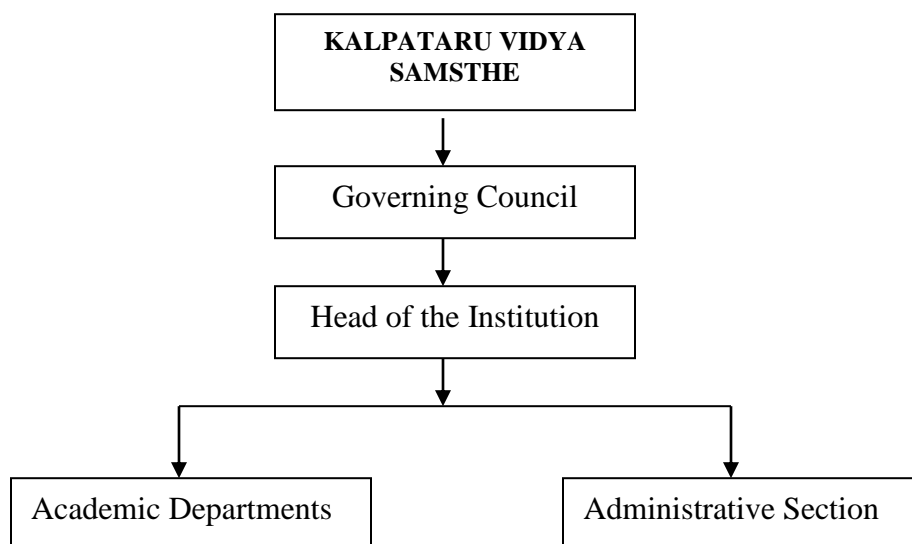 KALPATARU VIDYA
SAMSTHE
Governing Council
Head of the Institution
Academic Departments
Administrative Section